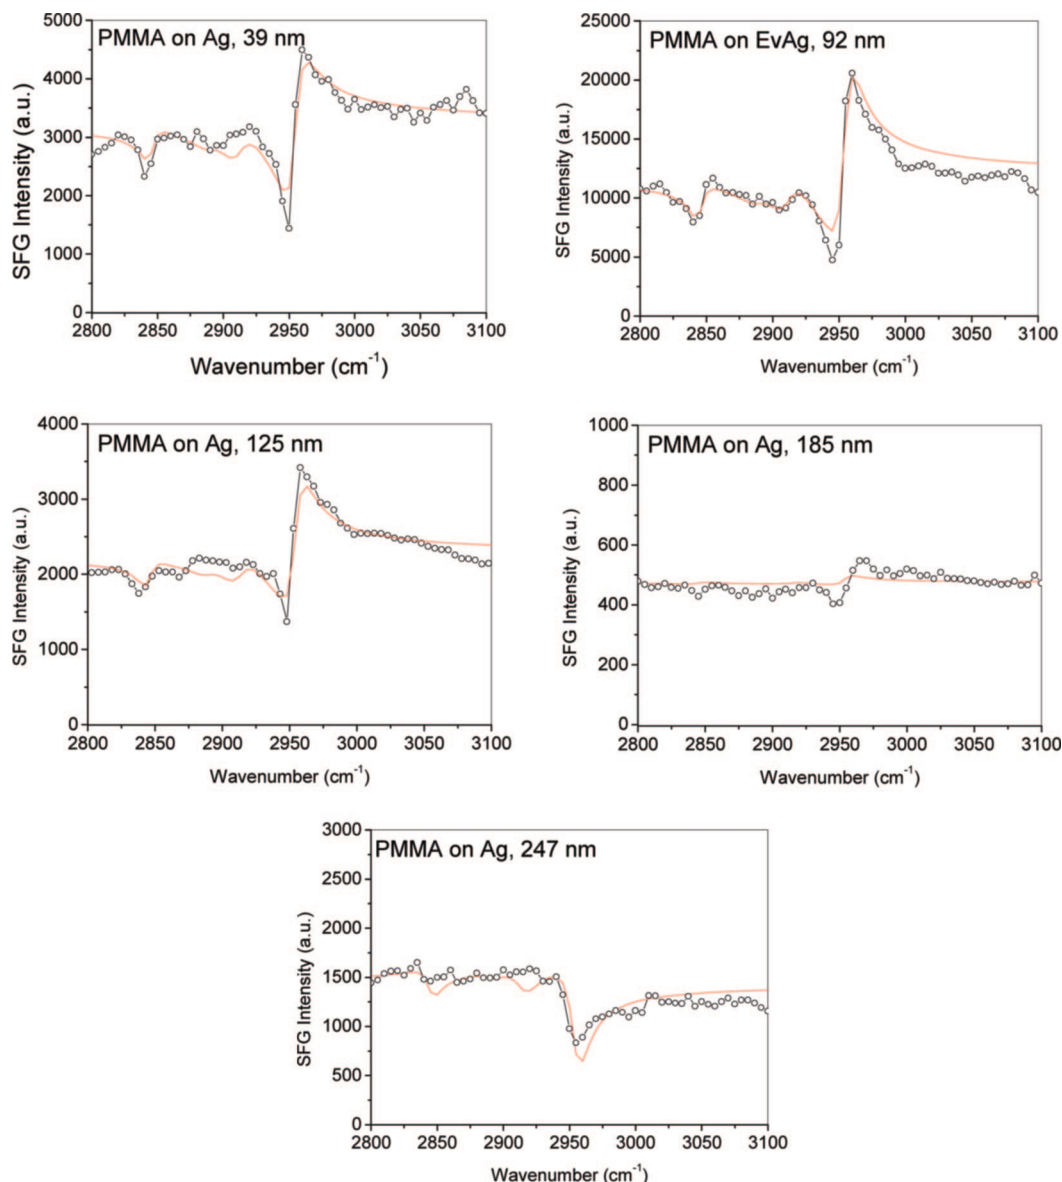 PMMA on Ag, 39 nm
SFG Intensity (a.u.)
5000
4000
3000
2000
1000
0
2800 2850 2900 2950 3000 3050 3100
Wavenumber (cm⁻¹)
PMMA on EvAg, 92 nm
SFG Intensity (a.u.)
25000
20000
15000
10000
5000
0
2800 2850 2900 2950 3000 3050 3100
Wavenumber (cm⁻¹)
PMMA on Ag, 125 nm
SFG Intensity (a.u.)
4000
3000
2000
1000
0
2800 2850 2900 2950 3000 3050 3100
Wavenumber (cm⁻¹)
PMMA on Ag, 185 nm
SFG Intensity (a.u.)
1000
800
600
400
200
0
2800 2850 2900 2950 3000 3050 3100
Wavenumber (cm⁻¹)
PMMA on Ag, 247 nm
SFG Intensity (a.u.)
3000
2500
2000
1500
1000
500
0
2800 2850 2900 2950 3000 3050 3100
Wavenumber (cm⁻¹)